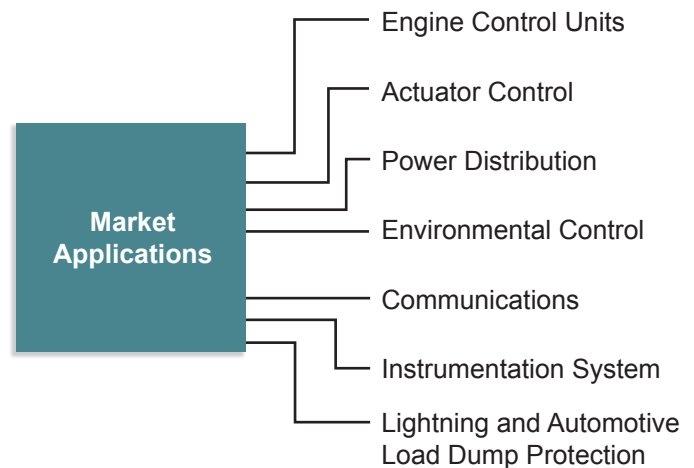 Market
Applications
Engine Control Units
Actuator Control
Power Distribution
Environmental Control
Communications
Instrumentation System
Lightning and Automotive
Load Dump Protection